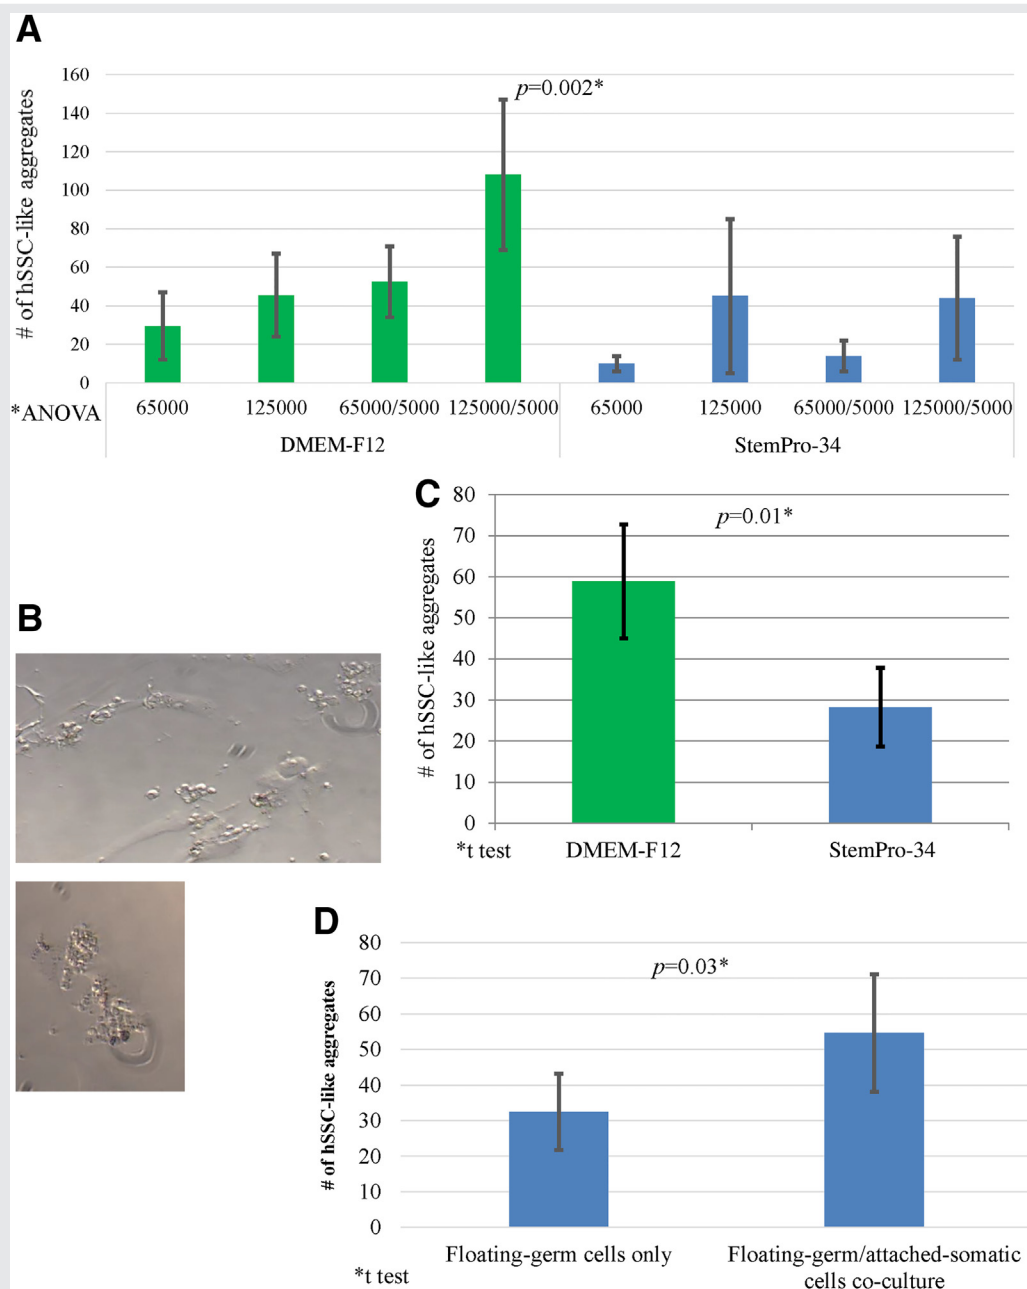 A
# of hSSC-like aggregates
160
140
120
100
80
60
40
20
0
p=0.002*
*ANOVA
65000 125000 65000/5000 125000/5000 65000 125000 65000/5000 125000/5000
DMEM-F12 StemPro-34
B
C
# of hSSC-like aggregates
80
70
60
50
40
30
20
10
0
p=0.01*
*t test DMEM-F12 StemPro-34
D
# of hSSC-like aggregates
80
70
60
50
40
30
20
10
0
p=0.03*
Floating-germ cells only Floating-germ/attached-somatic
cells co-culture
*t test